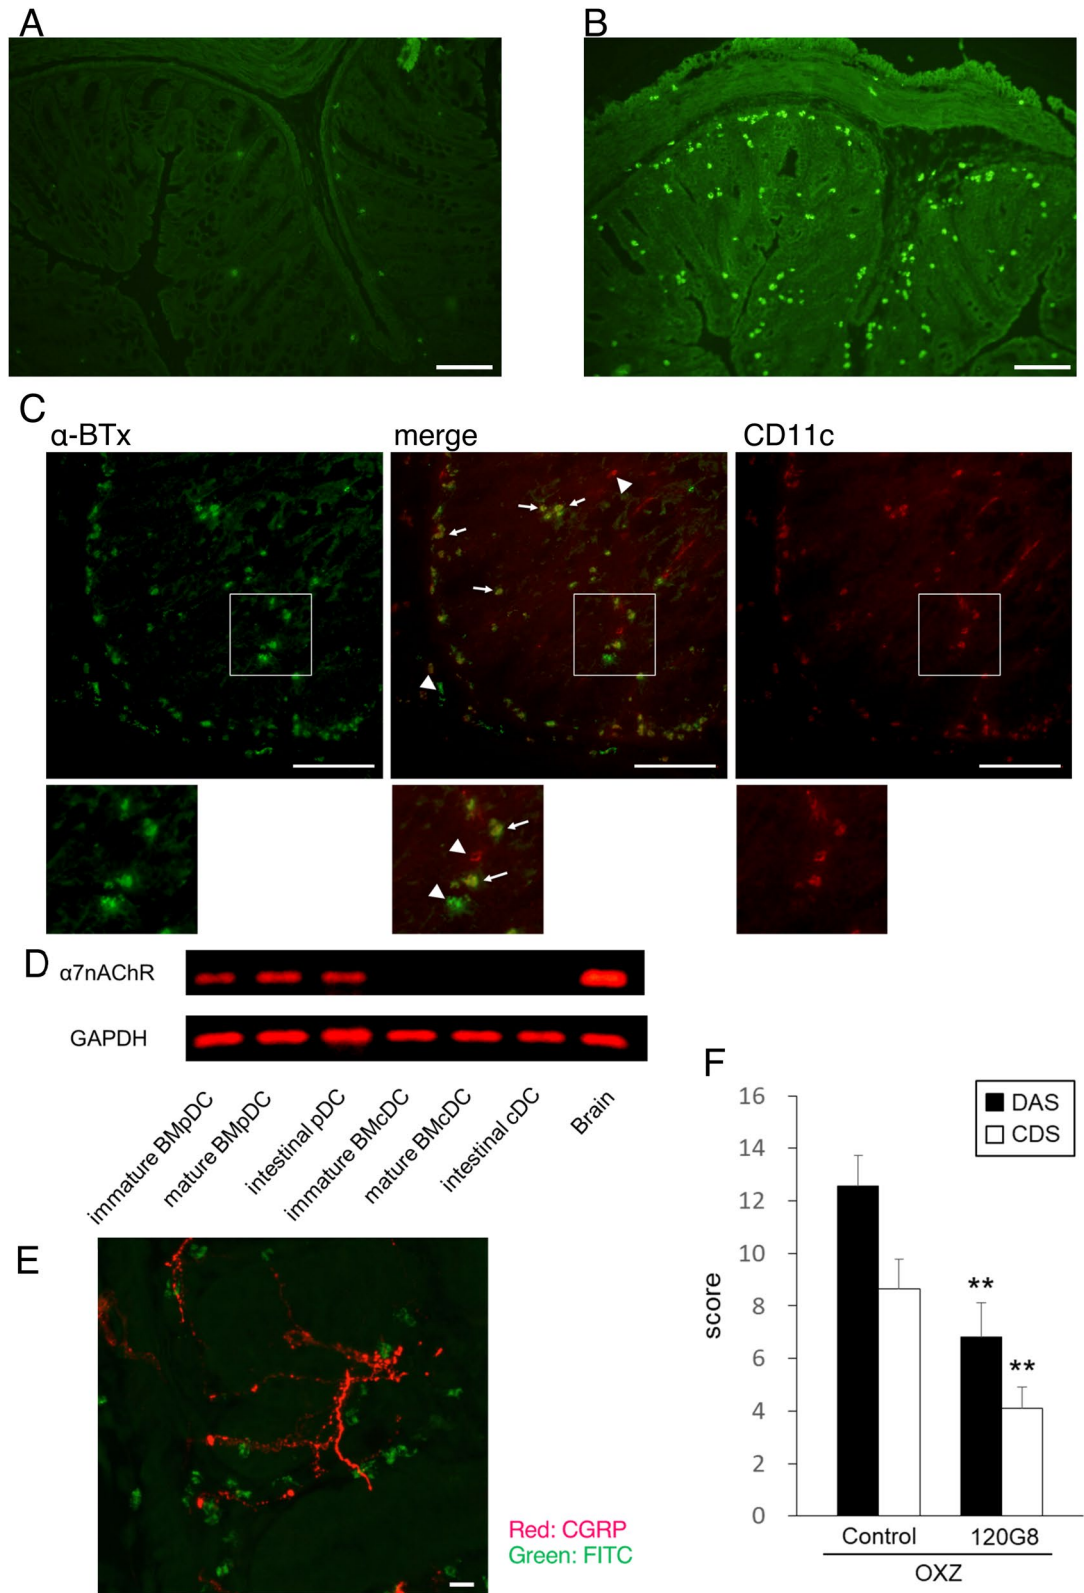 A
B
C
α-BTx
merge
CD11c
D
α7nAChR
GAPDH
immature BMpDC
mature BMpDC
intestinal pDC
immature BMcDC
mature BMcDC
intestinal cDC
Brain
E
Red: CGRP
Green: FITC
F
16
14
12
10
8
6
4
2
0
score
DAS
CDS
**
**
Control
120G8
OXZ